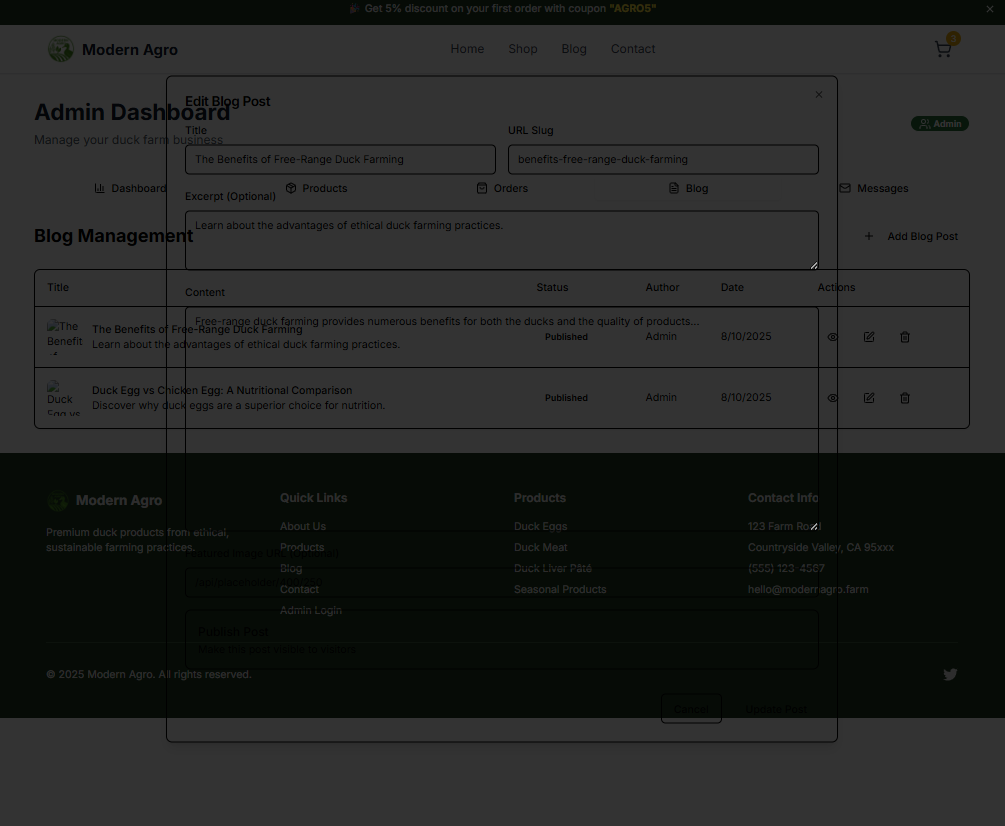 🎉 Get 5% discount on your first order with coupon "AGRO5"
Modern Agro
Home
Shop
Blog
Contact
3
Admin Dashboard
Manage your duck farm business
Admin
Dashboard
Products
Orders
Blog
Messages
Blog Management
Add Blog Post
Title
Status
Author
Date
Actions
The Benefit of
The Benefits of Free-Range Duck Farming
Learn about the advantages of ethical duck farming practices.
Published
Admin
8/10/2025
Duck Egg vs
Duck Egg vs Chicken Egg: A Nutritional Comparison
Discover why duck eggs are a superior choice for nutrition.
Published
Admin
8/10/2025
Edit Blog Post
Title
URL Slug
The Benefits of Free-Range Duck Farming
benefits-free-range-duck-farming
Excerpt (Optional)
Learn about the advantages of ethical duck farming practices.
Content
Free-range duck farming provides numerous benefits for both the ducks and the quality of products...
Featured Image URL (Optional)
Publish Post
Make this post visible to visitors
Cancel
Update Post
Modern Agro
Premium duck products from ethical,
sustainable farming practices.
Quick Links
About Us
Products
Blog
Contact
Admin Login
Products
Duck Eggs
Duck Meat
Duck Liver Pâté
Seasonal Products
Contact Info
123 Farm Road
Countryside Valley, CA 95xxx
(555) 123-4567
hello@modernagro.farm
© 2025 Modern Agro. All rights reserved.